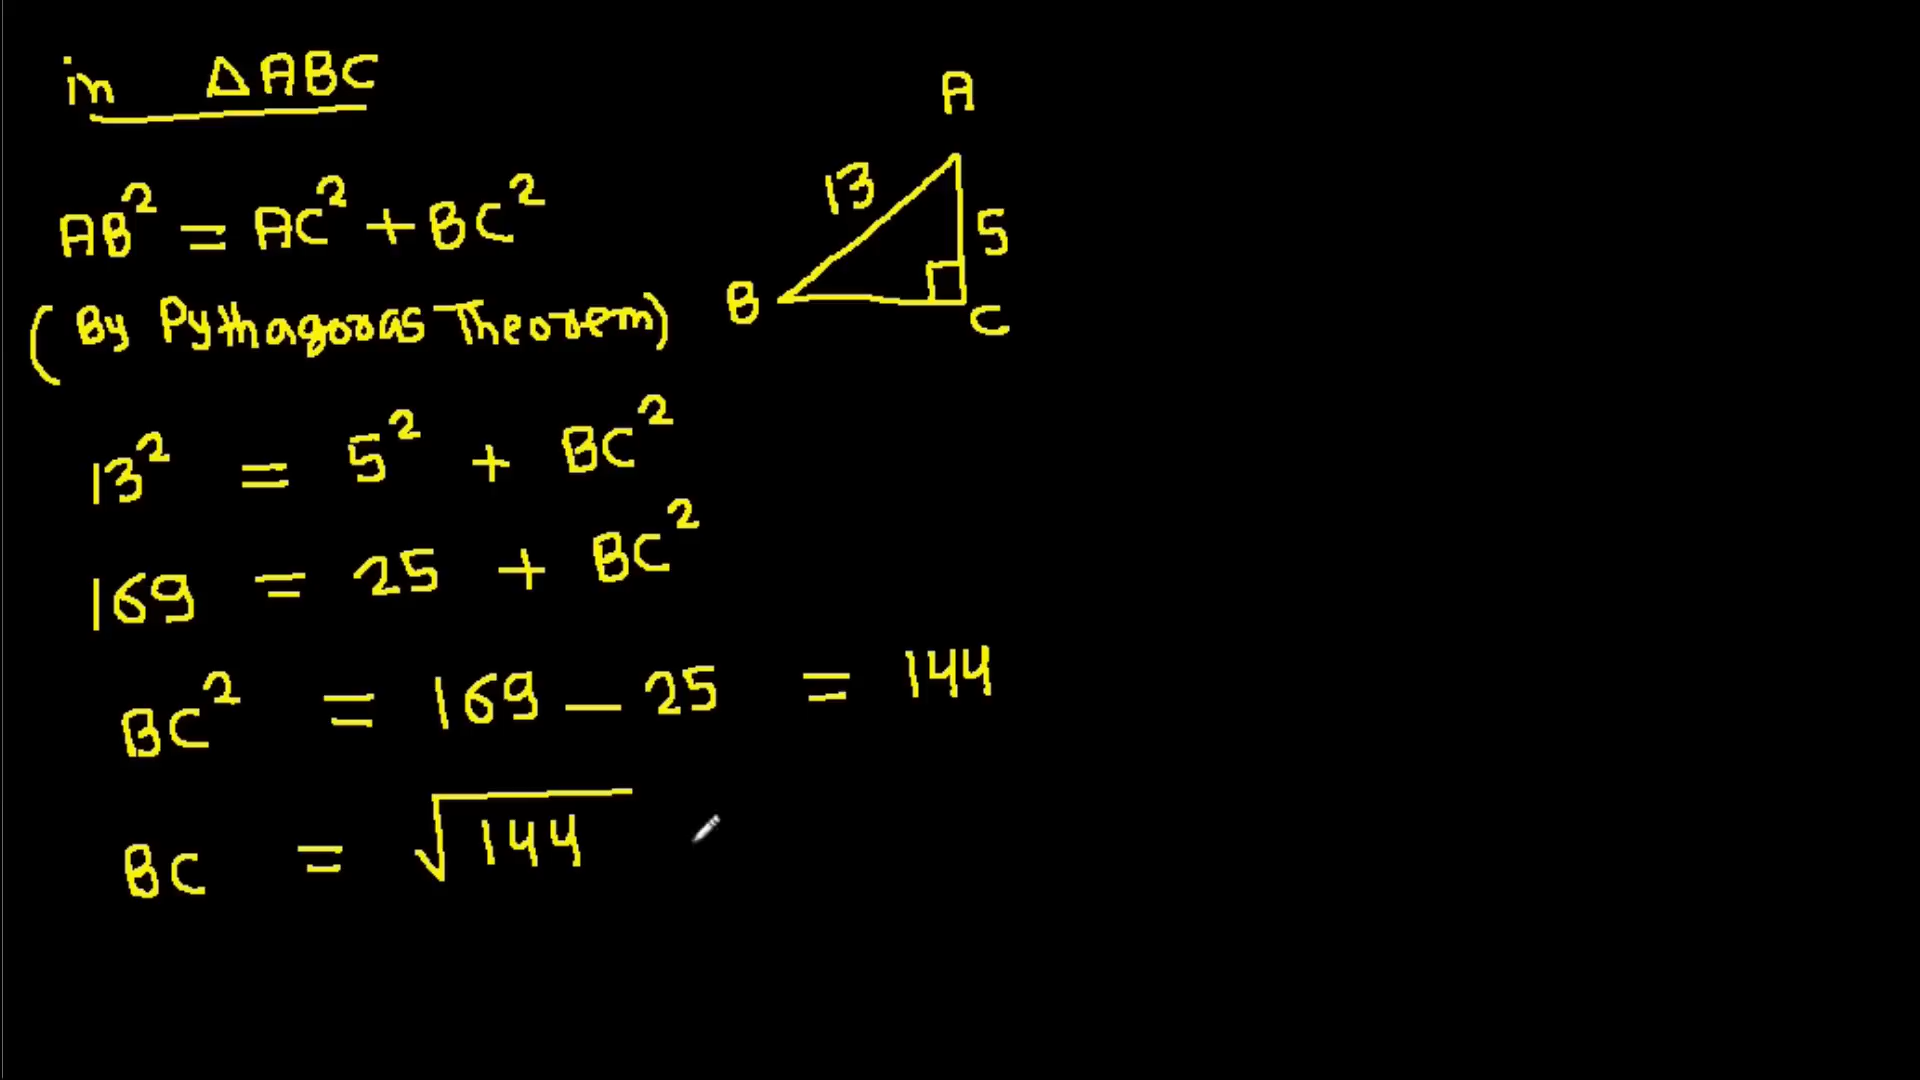 in ΔABC
A
13
5
B
C
AB² = AC² + BC²
(By Pythagoras Theorem)
13² = 5² + BC²
169 = 25 + BC²
BC² = 169 - 25 = 144
BC = √144